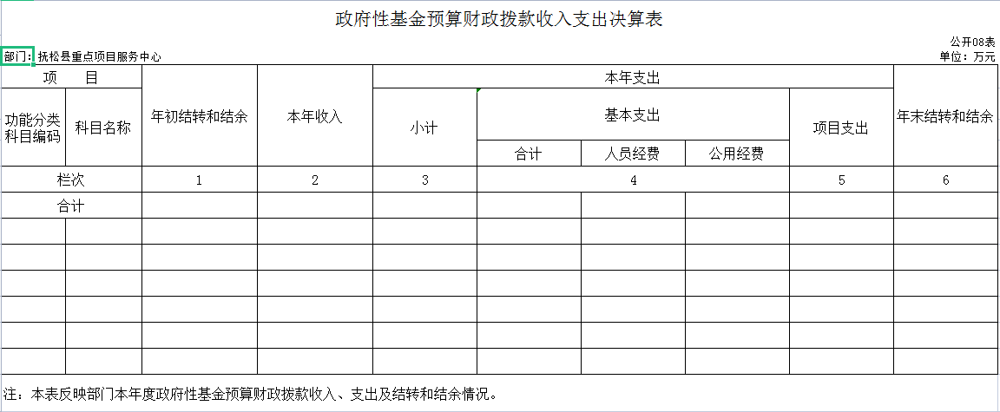 政府性基金预算财政拨款收入支出决算表
公开08表
部门：抚松县重点项目服务中心
单位：万元
项 目
年初结转和结余
本年收入
本年支出
年末结转和结余
功能分类
科目编码
科目名称
小计
基本支出
项目支出
合计
人员经费
公用经费
栏次
1
2
3
4
5
6
合计
注：本表反映部门本年度政府性基金预算财政拨款收入、支出及结转和结余情况。